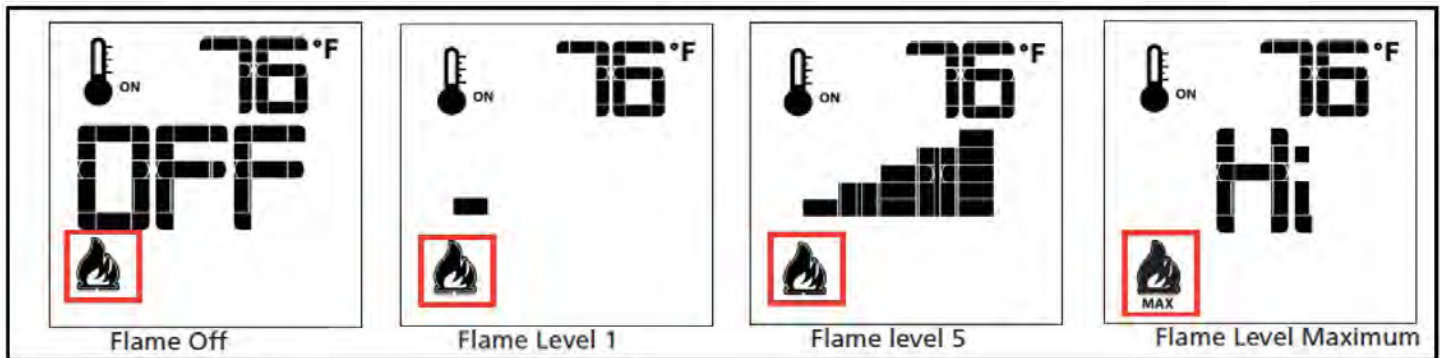 76 °F
ON
OFF
Flame Off
76 °F
ON
Flame Level 1
76 °F
ON
Flame level 5
76 °F
ON
Hi
MAX
Flame Level Maximum